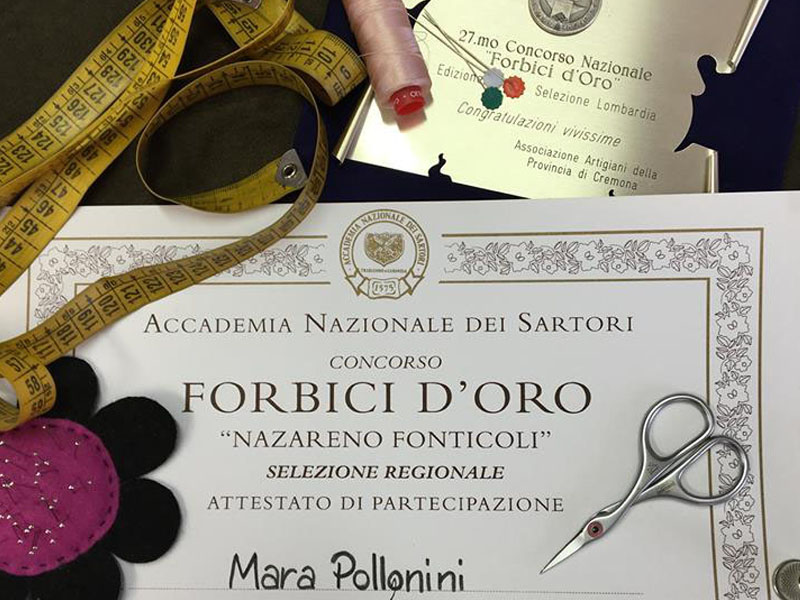 27.mo Concorso Nazionale
"Forbici d'Oro"
Edizione
Selezione Lombardia
Congratulazioni vivissime
Associazione Artigiani della
Provincia di Cremona
ACCADEMIA NAZIONALE DEI SARTORI
1575
ACCADEMIA NAZIONALE DEI SARTORI
CONCORSO
FORBICI D'ORO
"NAZARENO FONTICOLI"
SELEZIONE REGIONALE
ATTESTATO DI PARTECIPAZIONE
Mara Pollonini